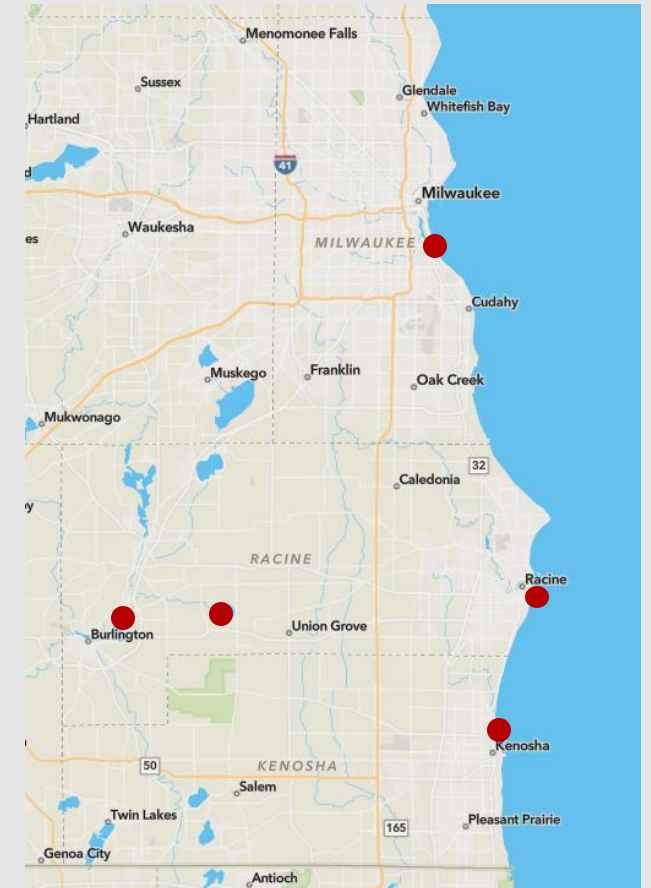 Menomonee Falls
Sussex
Glendale
Whitefish Bay
Hartland
41
d
Milwaukee
Waukesha
es
MILWAUKEE
Cudahy
Muskego
Franklin
Oak Creek
Mukwonago
32
Caledonia
y
RACINE
Racine
Union Grove
Burlington
Kenosha
50
KENOSHA
Salem
Twin Lakes
165
Pleasant Prairie
Genoa City
Antioch